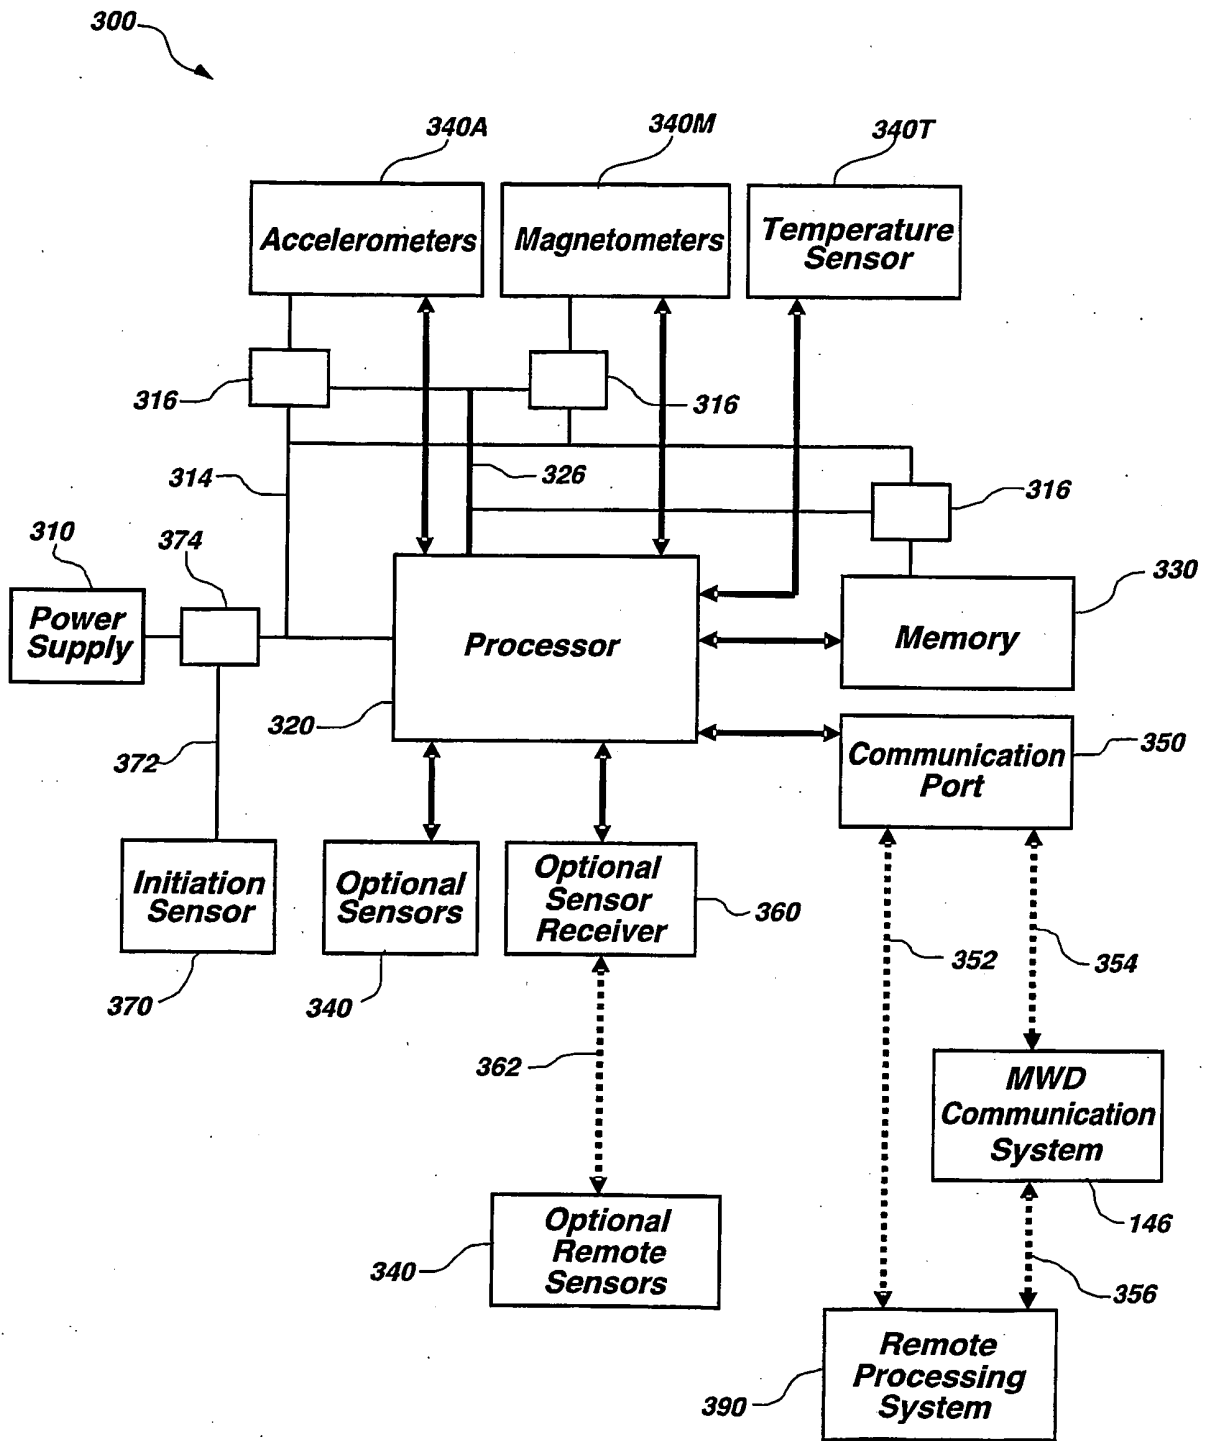 300
340A
340M
340T
Accelerometers
Magnetometers
Temperature
Sensor
316
316
314
326
316
310
374
330
Power
Supply
Processor
Memory
320
372
350
Communication
Port
Initiation
Sensor
Optional
Sensors
Optional
Sensor
Receiver
360
352
354
370
340
362
MWD
Communication
System
146
340
Optional
Remote
Sensors
356
Remote
Processing
System
390